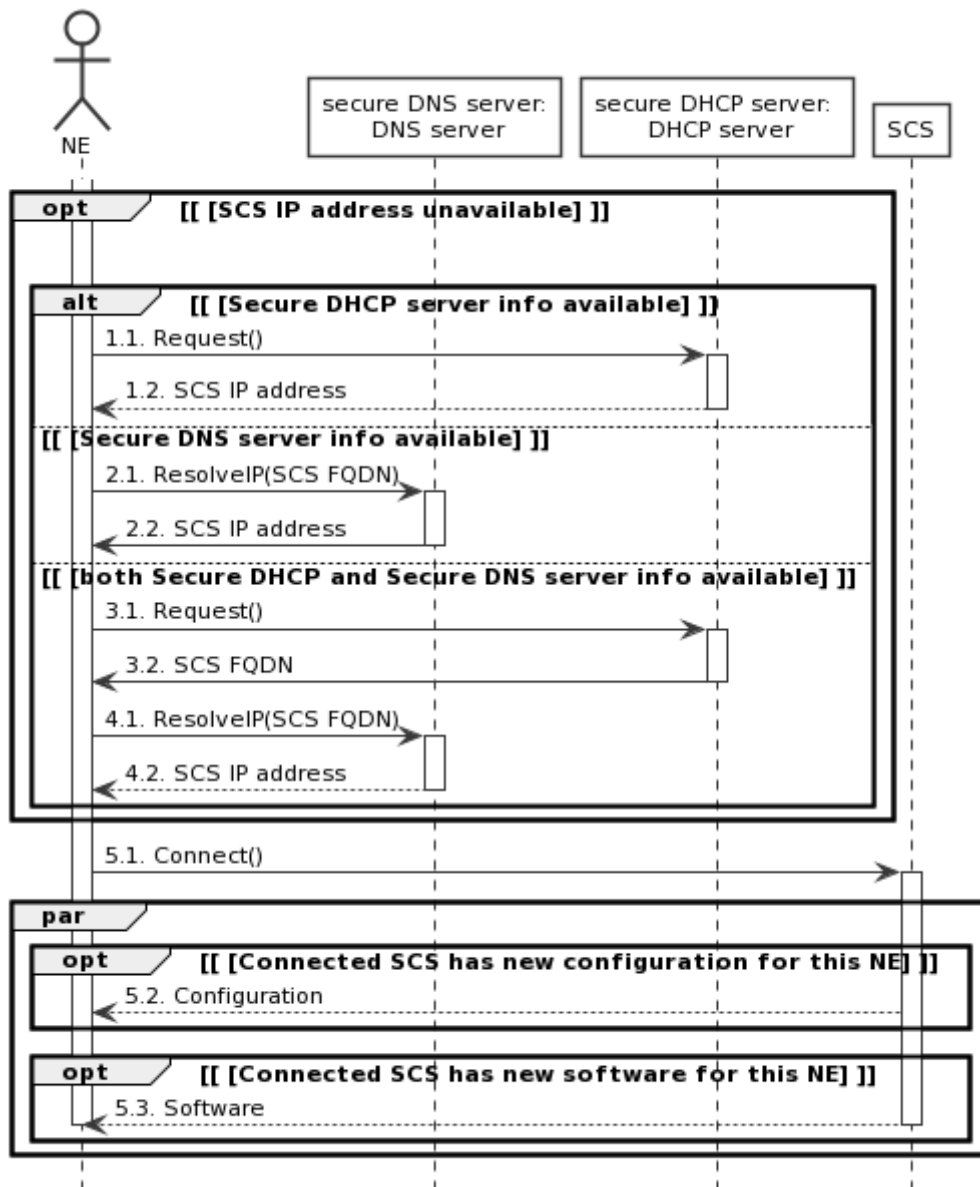 NE
secure DNS server:
DNS server
secure DHCP server:
DHCP server
SCS
opt [[ [SCS IP address unavailable] ]]
alt [[ [Secure DHCP server info available] ]]
1.1. Request()
1.2. SCS IP address
[[ [Secure DNS server info available] ]]
2.1. ResolveIP(SCS FQDN)
2.2. SCS IP address
[[ [both Secure DHCP and Secure DNS server info available] ]]
3.1. Request()
3.2. SCS FQDN
4.1. ResolveIP(SCS FQDN)
4.2. SCS IP address
5.1. Connect()
par
opt [[ [Connected SCS has new configuration for this NE] ]]
5.2. Configuration
opt [[ [Connected SCS has new software for this NE] ]]
5.3. Software